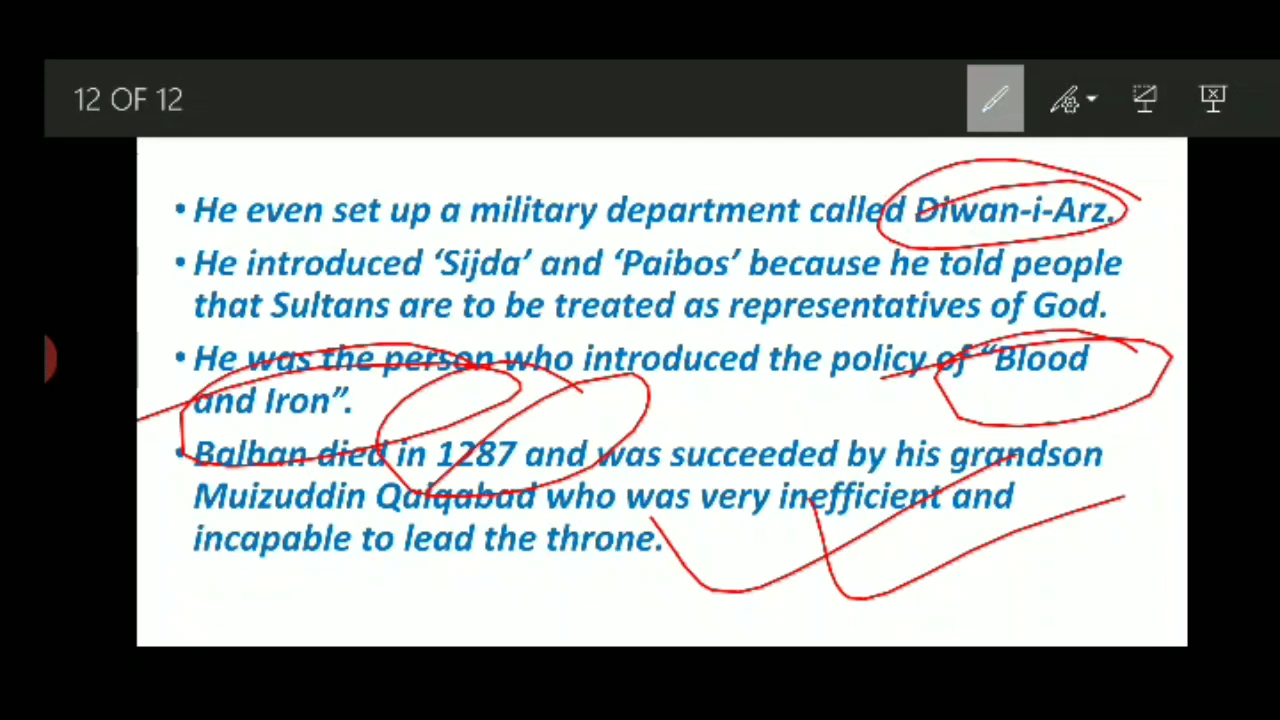 12 OF 12
• He even set up a military department called Diwan-i-Arz.
• He introduced ‘Sijda’ and ‘Paibos’ because he told people
that Sultans are to be treated as representatives of God.
• He was the person who introduced the policy of “Blood
and Iron”.
• Balban died in 1287 and was succeeded by his grandson
Muizuddin Qaiqabad who was very inefficient and
incapable to lead the throne.